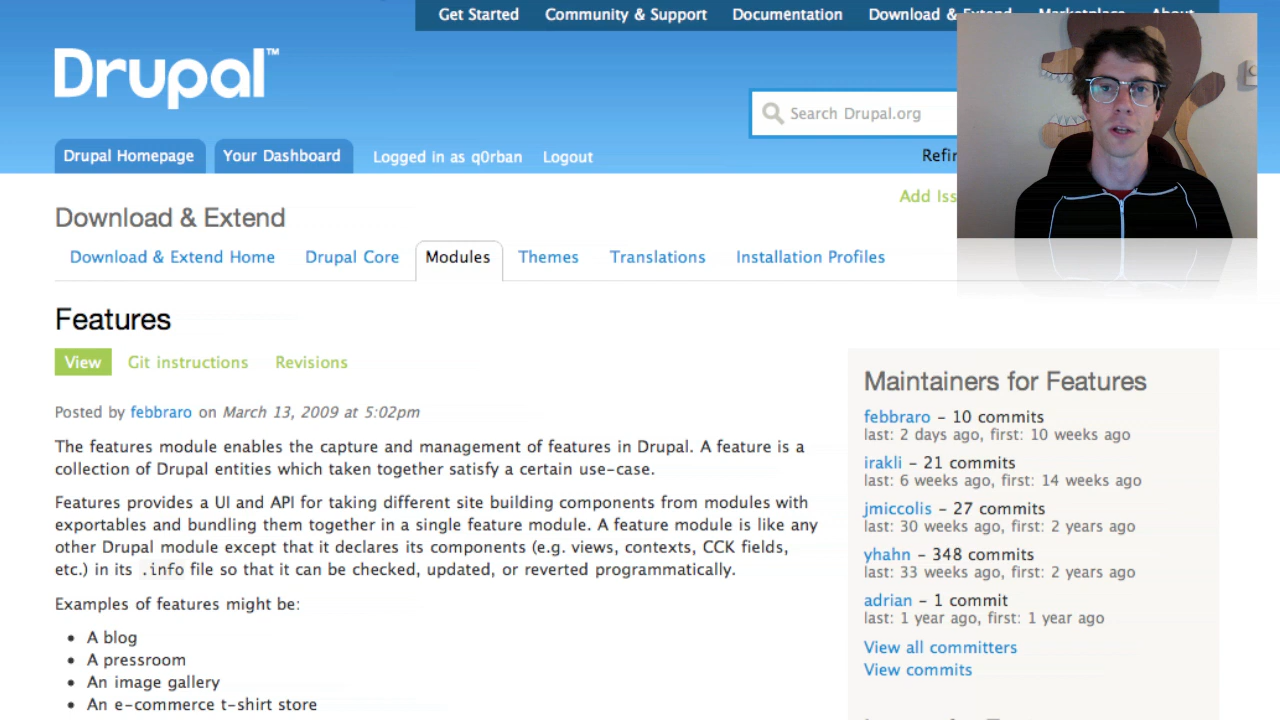 Get Started Community & Support Documentation Download & Extend Marketplace About
Drupal™
Search Drupal.org
Drupal Homepage Your Dashboard Logged in as q0rban Logout
Refin
Add Iss
Download & Extend
Download & Extend Home Drupal Core Modules Themes Translations Installation Profiles
Features
View Git instructions Revisions
Posted by febbraro on March 13, 2009 at 5:02pm
The features module enables the capture and management of features in Drupal. A feature is a
collection of Drupal entities which taken together satisfy a certain use-case.
Features provides a UI and API for taking different site building components from modules with
exportables and bundling them together in a single feature module. A feature module is like any
other Drupal module except that it declares its components (e.g. views, contexts, CCK fields,
etc.) in its .info file so that it can be checked, updated, or reverted programmatically.
Examples of features might be:
• A blog
• A pressroom
• An image gallery
• An e-commerce t-shirt store
Maintainers for Features
febbraro – 10 commits
last: 2 days ago, first: 10 weeks ago
irakli – 21 commits
last: 6 weeks ago, first: 14 weeks ago
jmiccolis – 27 commits
last: 30 weeks ago, first: 2 years ago
yhahn – 348 commits
last: 33 weeks ago, first: 2 years ago
adrian – 1 commit
last: 1 year ago, first: 1 year ago
View all committers
View commits